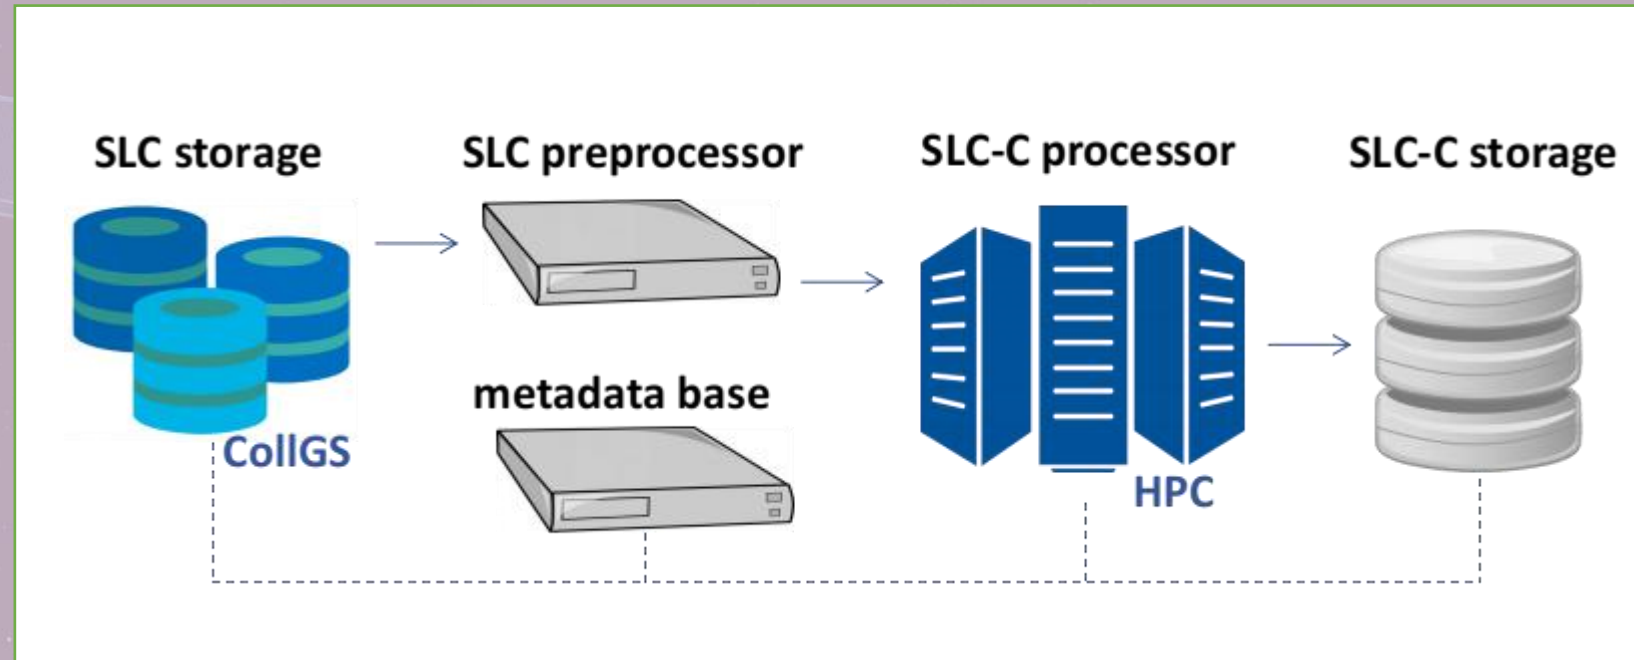 SLC storage
SLC preprocessor
SLC-C processor
SLC-C storage
metadata base
CollGS
HPC